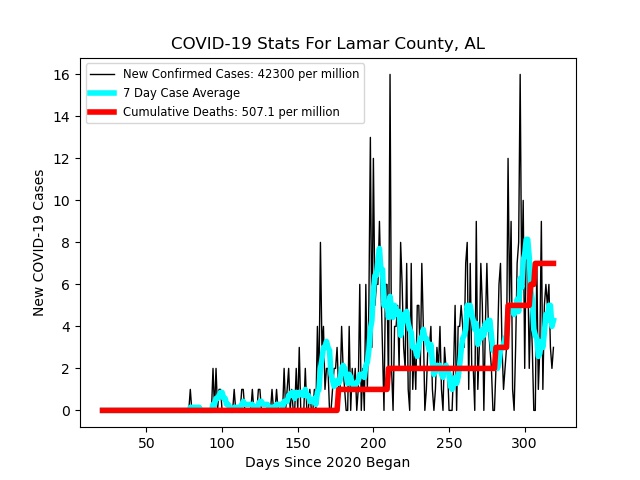 COVID-19 Stats For Lamar County, AL
New Confirmed Cases: 42300 per million
7 Day Case Average
Cumulative Deaths: 507.1 per million
New COVID-19 Cases
16
14
12
10
8
6
4
2
0
50 100 150 200 250 300
Days Since 2020 Began